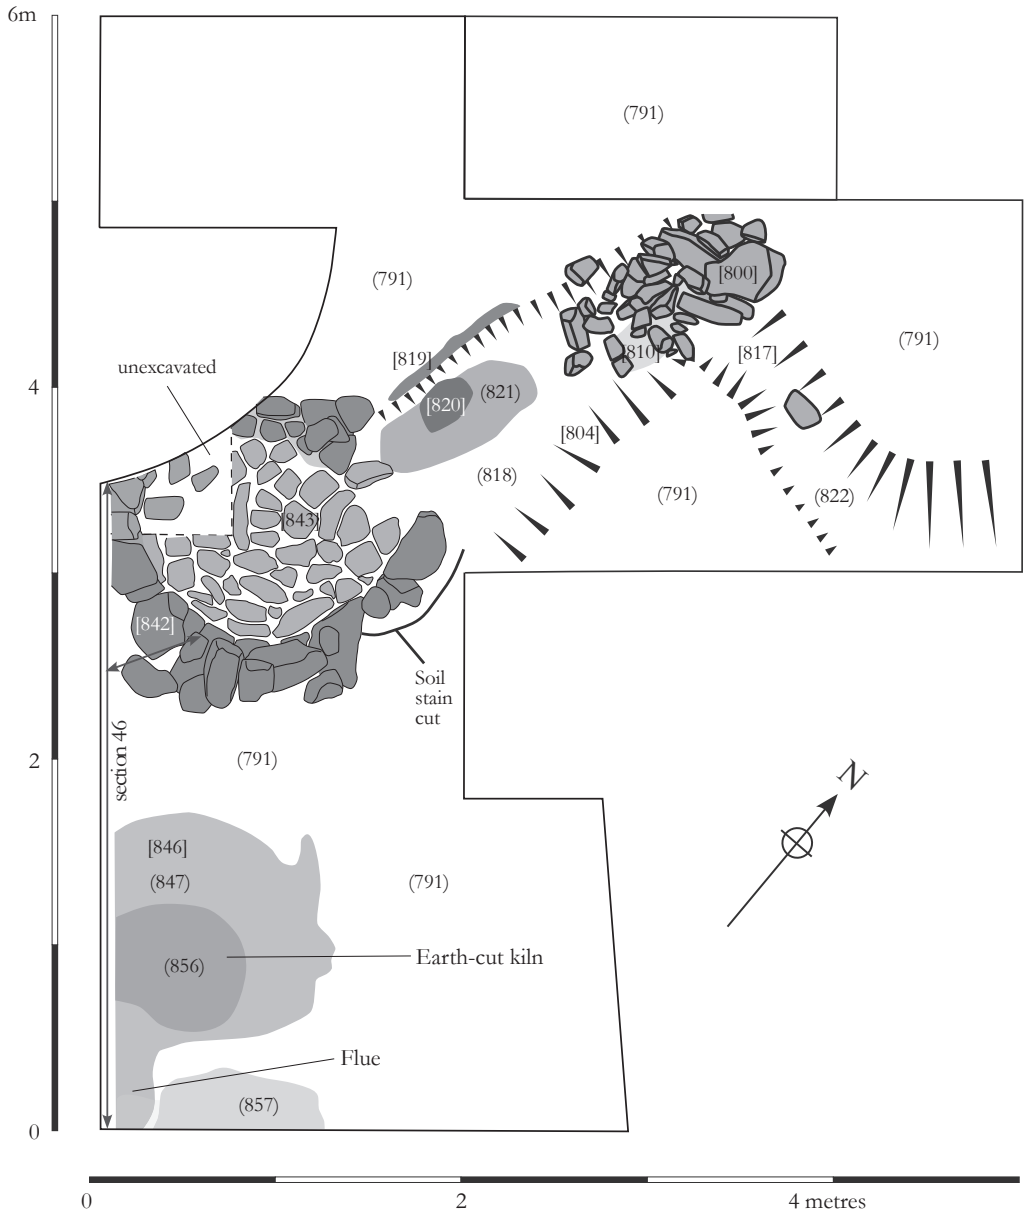 6m
(791)
(791)
[800]
[810]
[817]
(791)
[819]
unexcavated
4
[820]
(821)
[804]
(818)
(791)
(822)
[843]
[842]
Soil
stain
cut
section 46
(791)
2
N
[846]
(847)
(791)
(856)
Earth-cut kiln
Flue
(857)
0
0
2
4 metres